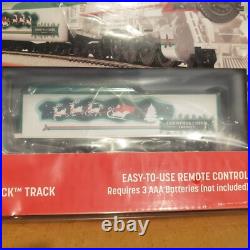 CK™ TRACK
EASY-TO-USE REMOTE CONTROL
Requires 3 AAA Batteries (not included)